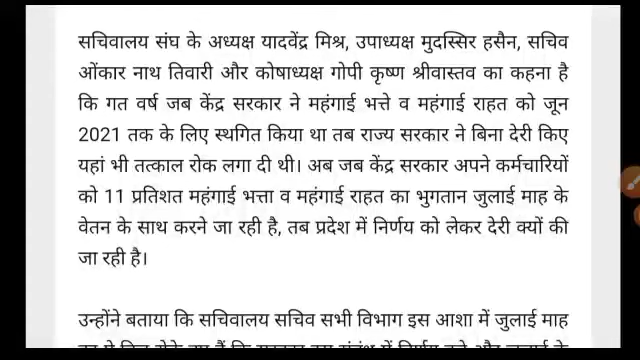 सचिवालय संघ के अध्यक्ष यादवेंद्र मिश्र, उपाध्यक्ष मुदस्सिर हुसैन, सचिव
ओंकार नाथ तिवारी और कोषाध्यक्ष गोपी कृष्ण श्रीवास्तव का कहना है
कि गत वर्ष जब केंद्र सरकार ने महंगाई भत्ते व महंगाई राहत को जून
2021 तक के लिए स्थगित किया था तब राज्य सरकार ने बिना देरी किए
यहां भी तत्काल रोक लगा दी थी। अब जब केंद्र सरकार अपने कर्मचारियों
को 11 प्रतिशत महंगाई भत्ता व महंगाई राहत का भुगतान जुलाई माह के
वेतन के साथ करने जा रही है, तब प्रदेश में निर्णय को लेकर देरी क्यों की
जा रही है।
उन्होंने बताया कि सचिवालय सचिव सभी विभाग इस आशा में जुलाई माह